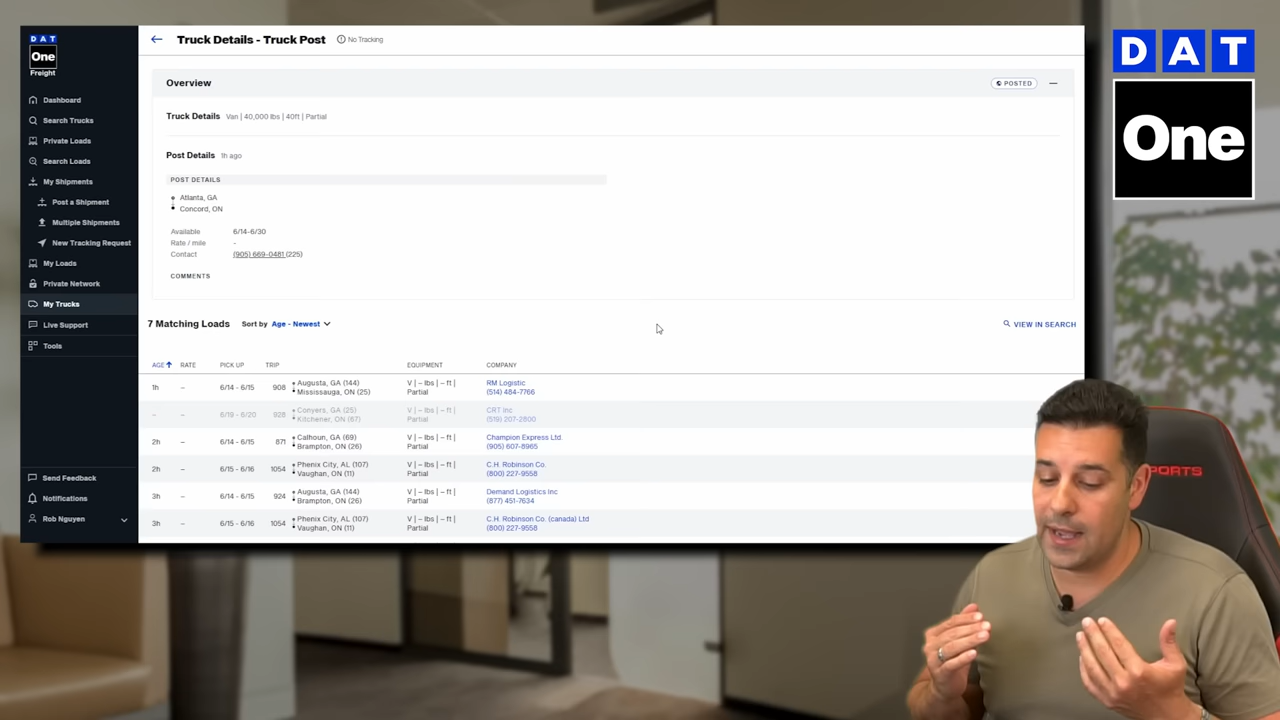 DAT
One
Freight
Dashboard
Search Trucks
Private Loads
Search Loads
My Shipments
Post a Shipment
Multiple Shipments
New Tracking Request
My Loads
Private Network
My Trucks
Live Support
Tools
Send Feedback
Notifications
Rob Nguyen
Truck Details - Truck Post No Tracking
Overview POSTED
Truck Details Van | 40,000 lbs | 40ft | Partial
Post Details 1h ago
POST DETAILS
Atlanta, GA
Concord, ON
Available 6/14-6/30
Rate / mile -
Contact (905) 669-0481 (225)
COMMENTS
7 Matching Loads Sort by Age - Newest VIEW IN SEARCH
AGE RATE PICK UP TRIP EQUIPMENT COMPANY
1h – 6/14 - 6/15 908 Augusta, GA (144) V | – lbs | – ft | RM Logistic
Mississauga, ON (25) Partial (514) 484-7766
– – 6/19 - 6/20 928 Conyers, GA (25) V | – lbs | – ft | CRT Inc
Kitchener, ON (67) Partial (519) 207-2800
2h – 6/14 - 6/15 871 Calhoun, GA (69) V | – lbs | – ft | Champion Express Ltd.
Brampton, ON (26) Partial (905) 607-8965
2h – 6/15 - 6/16 1054 Phenix City, AL (107) V | – lbs | – ft | C.H. Robinson Co.
Vaughan, ON (11) Partial (800) 227-9558
3h – 6/14 - 6/15 924 Augusta, GA (144) V | – lbs | – ft | Demand Logistics Inc
Brampton, ON (26) Partial (877) 451-7634
3h – 6/15 - 6/16 1054 Phenix City, AL (107) V | – lbs | – ft | C.H. Robinson Co. (canada) Ltd
Vaughan, ON (11) Partial (800) 227-9558
DAT
One
PORTS